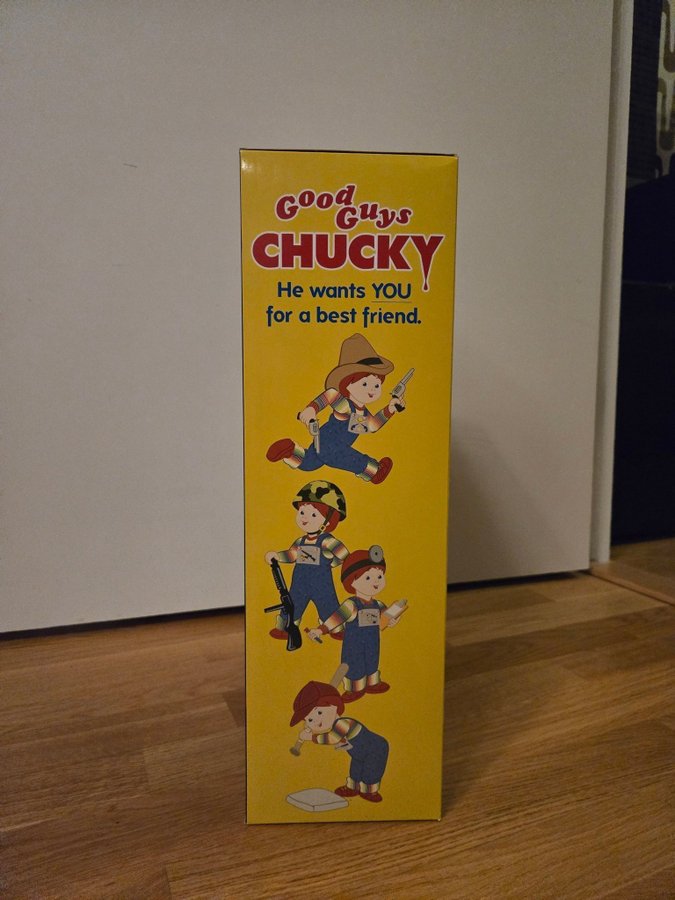 Good
Guys
CHUCKY
He wants YOU
for a best friend.